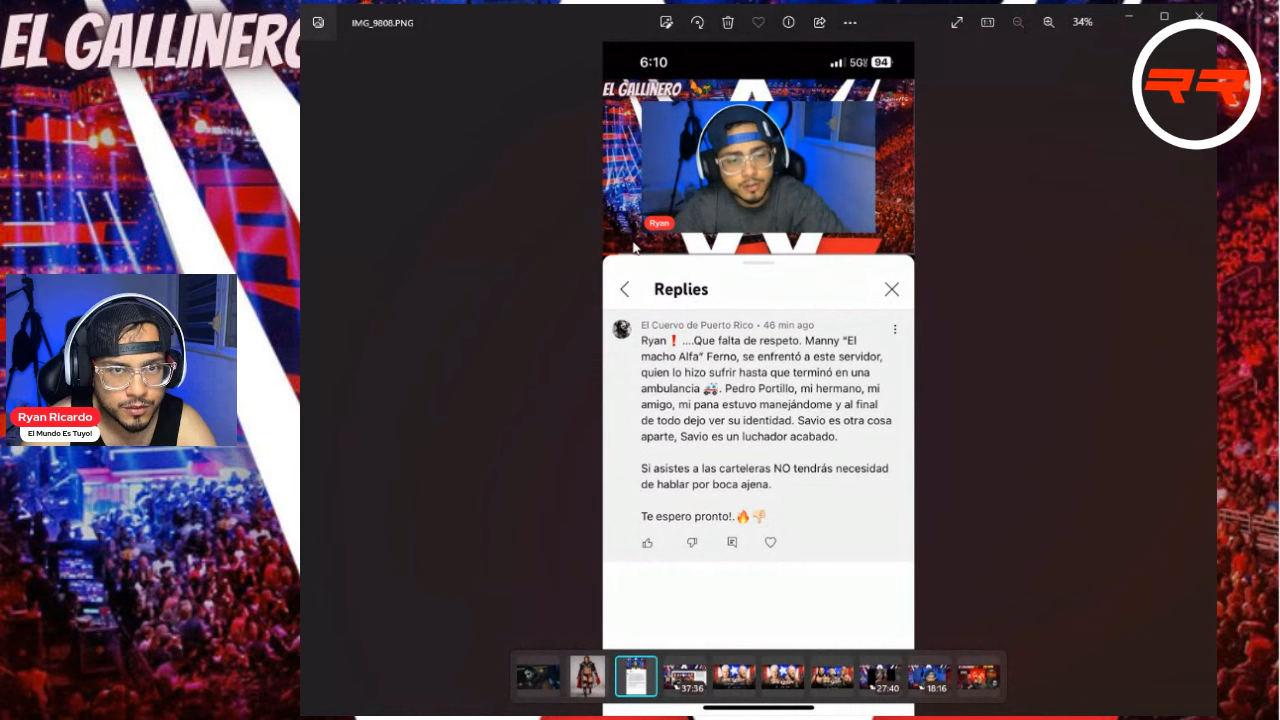 EL GALLINERO
IMG_9808.PNG
34%
RR
6:10
5G
94
EL GALLINERO
Ryan
Replies
El Cuervo de Puerto Rico • 46 min ago
Ryan❗....Que falta de respeto. Manny “El
macho Alfa” Ferno, se enfrentó a este servidor,
quien lo hizo sufrir hasta que terminó en una
ambulancia 🚑. Pedro Portillo, mi hermano, mi
amigo, mi pana estuvo manejándome y al final
de todo dejo ver su identidad. Savio es otra cosa
aparte, Savio es un luchador acabado.
Si asistes a las carteleras NO tendrás necesidad
de hablar por boca ajena.
Te espero pronto!.🔥👎🏻
Ryan Ricardo
El Mundo Es Tuyo!
37:36
27:40
18:16